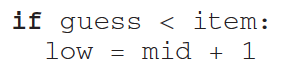 if guess < item:
  low = mid + 1